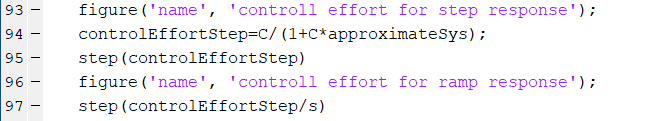 93 - figure('name', 'controll effort for step response');
94 - controlEffortStep=C/(1+C*approximateSys);
95 - step(controlEffortStep)
96 - figure('name', 'controll effort for ramp response');
97 - step(controlEffortStep/s)